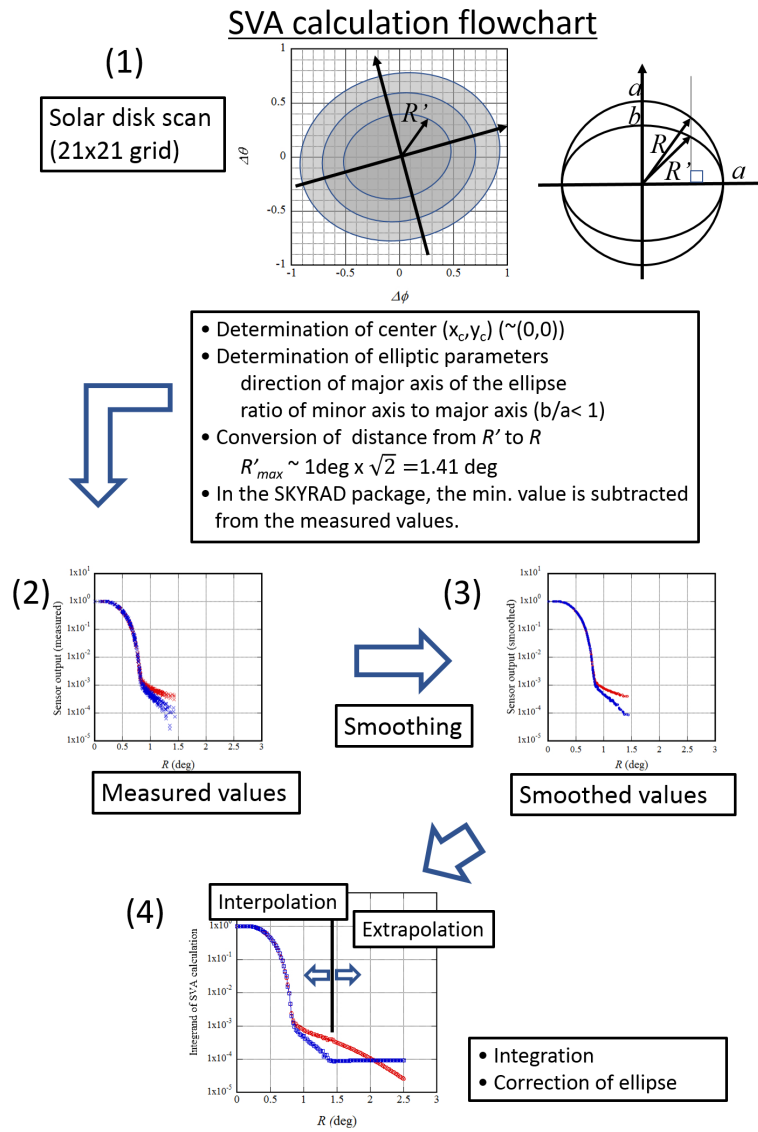 SVA calculation flowchart
(1)
Solar disk scan
(21x21 grid)
1
0.5
0
-0.5
-1
Δθ
-1
-0.5
0
0.5
1
Δϕ
R'
a
b
R
R'
a
• Determination of center (x_c,y_c) (~(0,0))
• Determination of elliptic parameters
direction of major axis of the ellipse
ratio of minor axis to major axis (b/a< 1)
• Conversion of distance from R' to R
R'_max ~ 1deg x √2 =1.41 deg
• In the SKYRAD package, the min. value is subtracted
from the measured values.
(2)
Sensor output (measured)
1x10¹
1x10⁰
1x10⁻¹
1x10⁻²
1x10⁻³
1x10⁻⁴
1x10⁻⁵
0
0.5
1
1.5
2
2.5
3
R (deg)
Measured values
Smoothing
(3)
Sensor output (smoothed)
1x10¹
1x10⁰
1x10⁻¹
1x10⁻²
1x10⁻³
1x10⁻⁴
1x10⁻⁵
0
0.5
1
1.5
2
2.5
3
R (deg)
Smoothed values
(4)
Interpolation
Extrapolation
Integrand of SVA calculation
1x10⁰
1x10⁻¹
1x10⁻²
1x10⁻³
1x10⁻⁴
1x10⁻⁵
0
0.5
1
1.5
2
2.5
3
R (deg)
• Integration
• Correction of ellipse